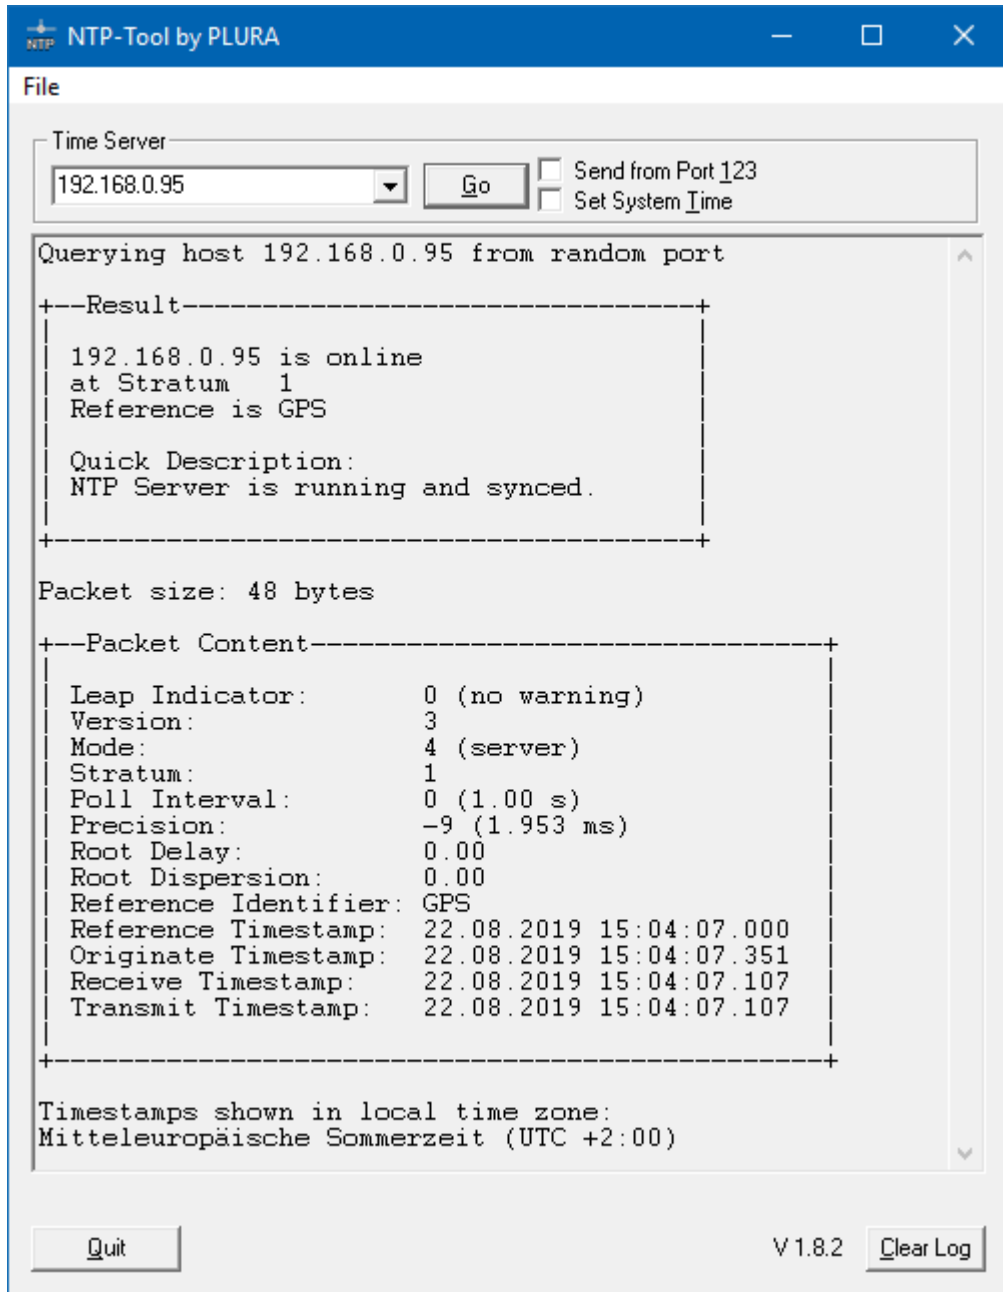 NTP NTP-Tool by PLURA
File
Time Server
192.168.0.95 Go Send from Port 123
Set System Time
Querying host 192.168.0.95 from random port
+--Result--------------------------------+
192.168.0.95 is online
at Stratum 1
Reference is GPS
Quick Description:
NTP Server is running and synced.
+----------------------------------------+
Packet size: 48 bytes
+--Packet Content--------------------------------+
Leap Indicator: 0 (no warning)
Version: 3
Mode: 4 (server)
Stratum: 1
Poll Interval: 0 (1.00 s)
Precision: -9 (1.953 ms)
Root Delay: 0.00
Root Dispersion: 0.00
Reference Identifier: GPS
Reference Timestamp: 22.08.2019 15:04:07.000
Originate Timestamp: 22.08.2019 15:04:07.351
Receive Timestamp: 22.08.2019 15:04:07.107
Transmit Timestamp: 22.08.2019 15:04:07.107
+------------------------------------------------+
Timestamps shown in local time zone:
Mitteleuropäische Sommerzeit (UTC +2:00)
Quit V 1.8.2 Clear Log